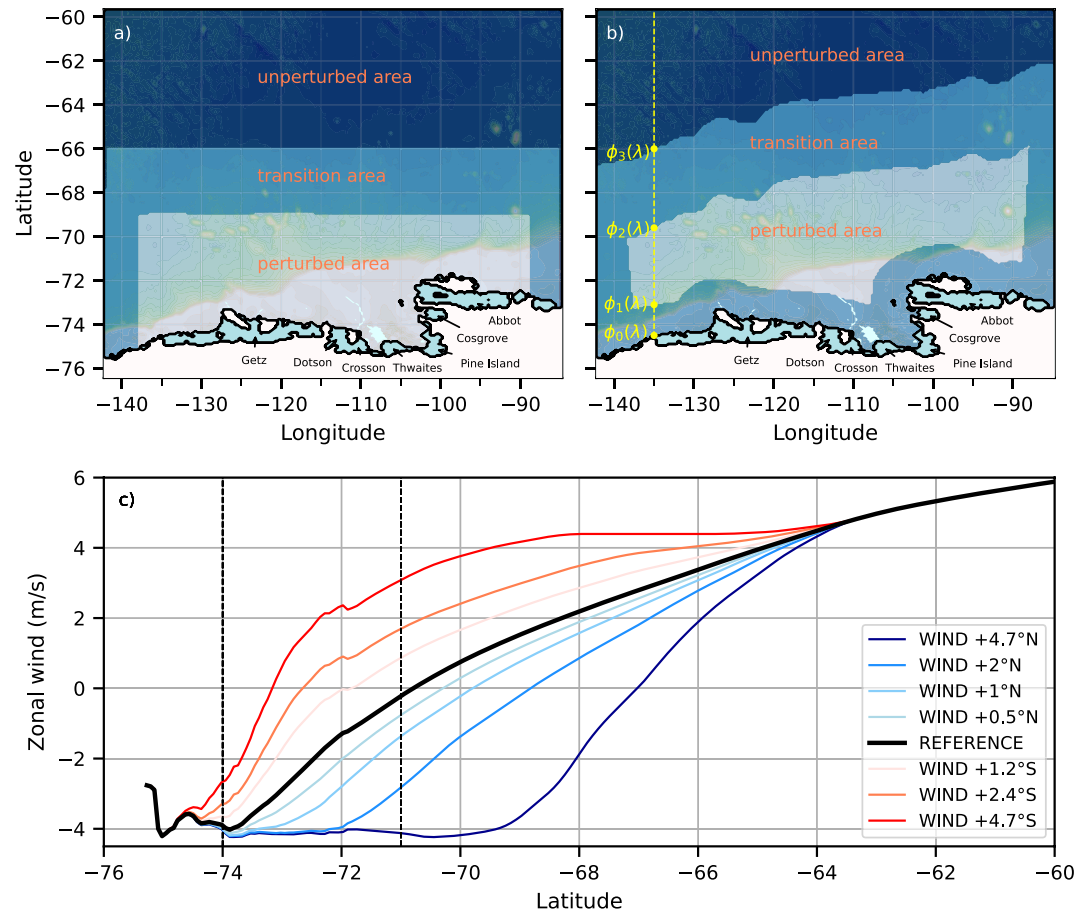 a)
unperturbed area
transition area
perturbed area
Getz
Dotson
Crosson
Thwaites
Pine Island
Cosgrove
Abbot
−60
−62
−64
−66
−68
−70
−72
−74
−76
Latitude
−140
−130
−120
−110
−100
−90
Longitude
b)
unperturbed area
transition area
perturbed area
ϕ₃(λ)
ϕ₂(λ)
ϕ₁(λ)
ϕ₀(λ)
Getz
Dotson
Crosson
Thwaites
Pine Island
Cosgrove
Abbot
−140
−130
−120
−110
−100
−90
Longitude
c)
6
4
2
0
−2
−4
Zonal wind (m/s)
WIND +4.7°N
WIND +2°N
WIND +1°N
WIND +0.5°N
REFERENCE
WIND +1.2°S
WIND +2.4°S
WIND +4.7°S
−76
−74
−72
−70
−68
−66
−64
−62
−60
Latitude